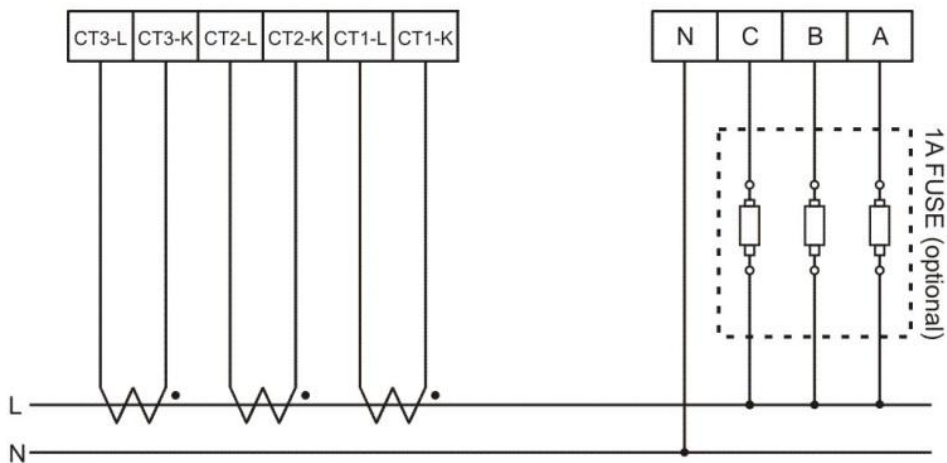 CT3-L CT3-K CT2-L CT2-K CT1-L CT1-K
N C B A
1A FUSE (optional)
L
N